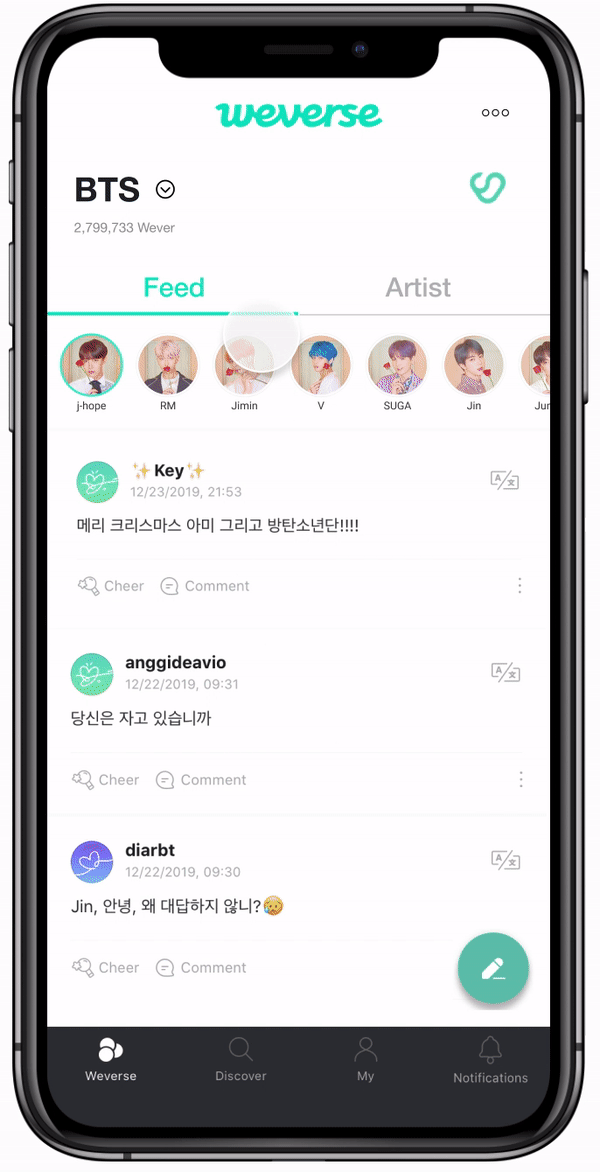 weverse
BTS
2,799,733 Wever
Feed
Artist
j-hope
RM
Jimin
V
SUGA
Jin
Jun
✨Key✨
12/23/2019, 21:53
메리 크리스마스 아미 그리고 방탄소년단!!!!
Cheer
Comment
anggideavio
12/22/2019, 09:31
당신은 자고 있습니까
Cheer
Comment
diarbt
12/22/2019, 09:30
Jin, 안녕, 왜 대답하지 않니?😥
Cheer
Comment
Weverse
Discover
My
Notifications